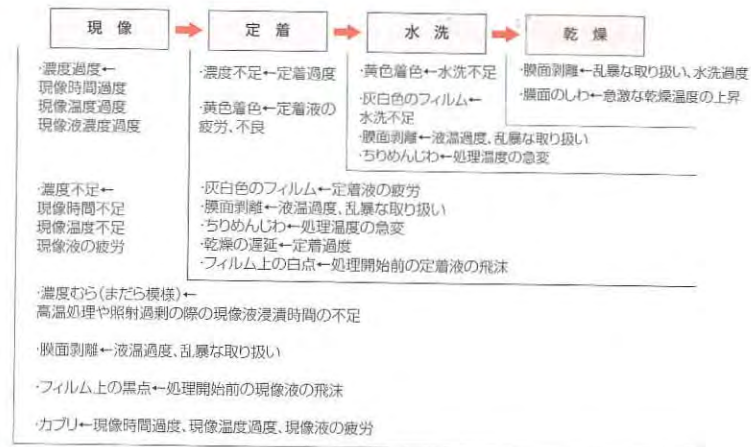 現像
定着
水洗
乾燥
·濃度過度←
現像時間過度
現像温度過度
現像液濃度過度
·濃度不足←
現像時間不足
現像温度不足
現像液の疲労
·濃度むら(まだら模様)←
高温処理や照射過剰の際の現像液浸漬時間の不足
·膜面剥離←液温過度、乱暴な取り扱い
·フィルム上の黒点←処理開始前の現像液の飛沫
·カブリ←現像時間過度、現像温度過度、現像液の疲労
·濃度不足←定着過度
·黄色着色←定着液の
疲労、不良
·灰白色のフィルム←定着液の疲労
·膜面剥離←液温過度、乱暴な取り扱い
·ちりめんじわ←処理温度の急変
·乾燥の遅延←定着過度
·フィルム上の白点←処理開始前の定着液の飛沫
·黄色着色←水洗不足
·灰白色のフィルム←
水洗不足
·膜面剥離←液温過度、乱暴な取り扱い
·ちりめんじわ←処理温度の急変
·膜面剥離←乱暴な取り扱い、水洗過度
·膜面のしわ←急激な乾燥温度の上昇